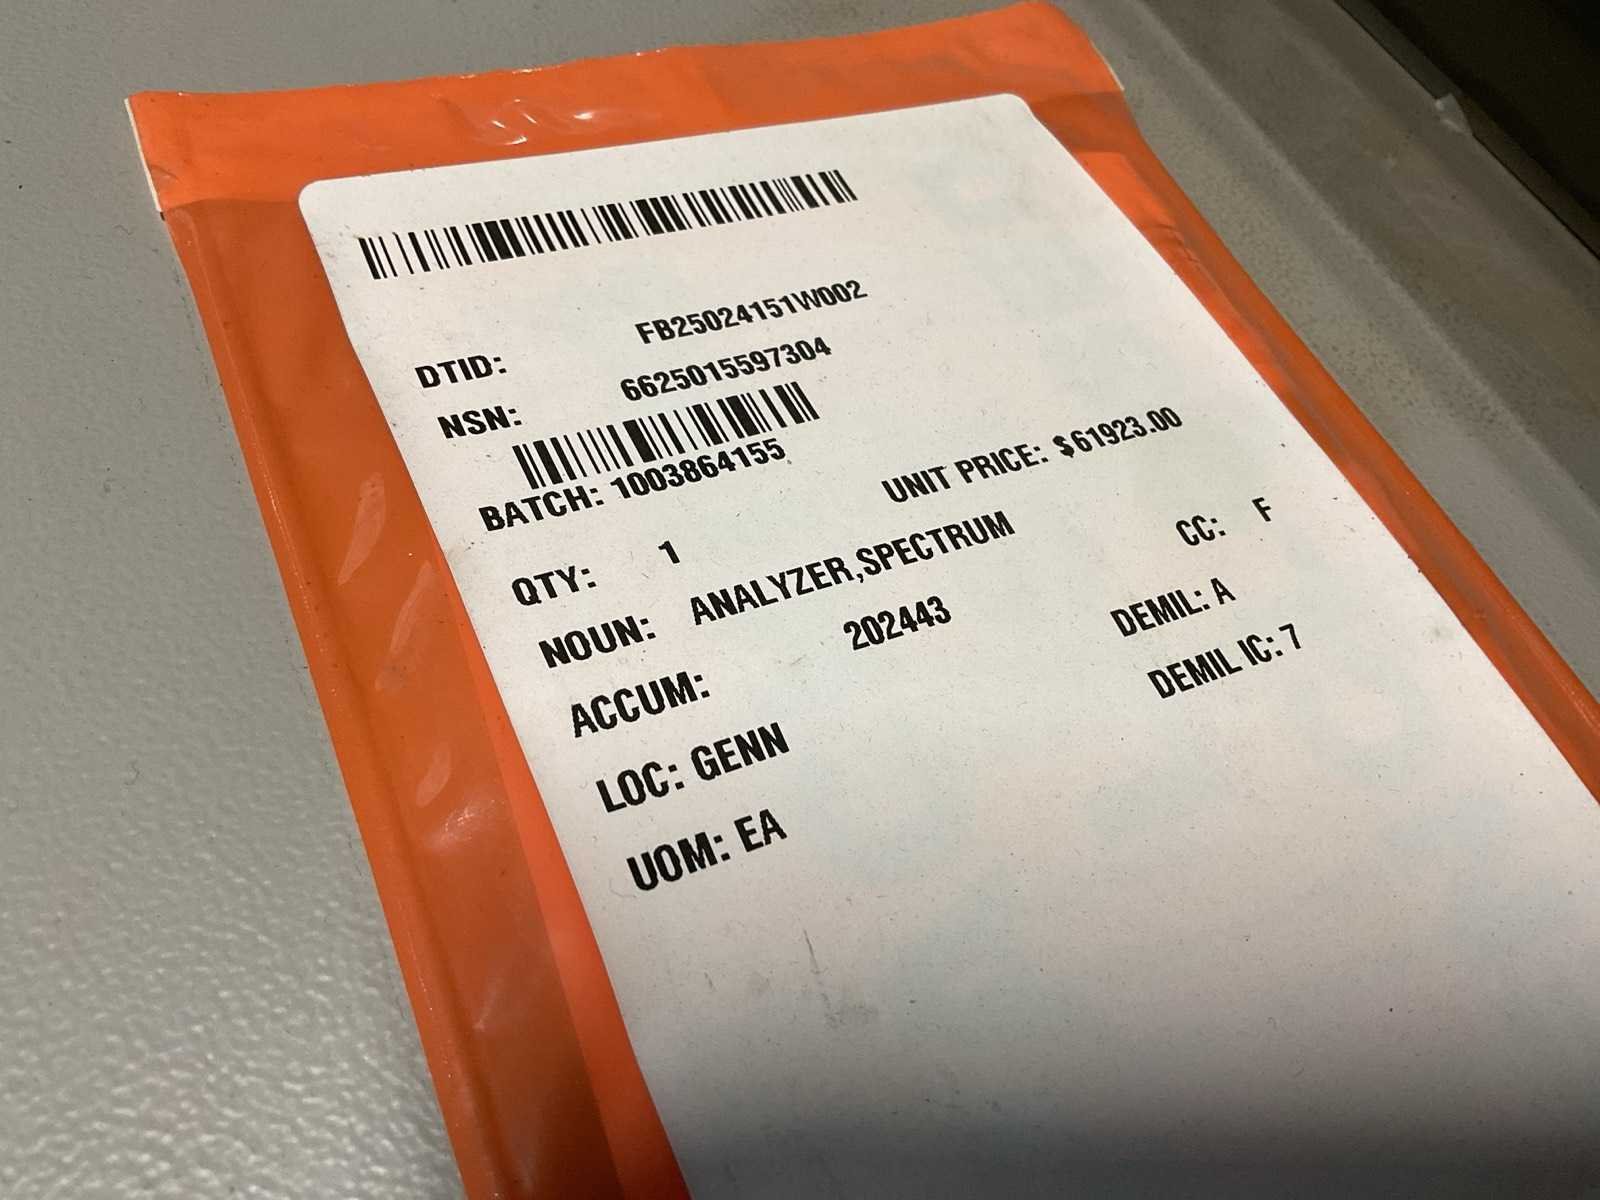 DTID: FB25024151W002
NSN: 6625015597304
BATCH: 1003864155
QTY: 1 UNIT PRICE: $61923.00
NOUN: ANALYZER,SPECTRUM CC: F
ACCUM: 202443 DEMIL: A
LOC: GENN DEMIL IC: 7
UOM: EA